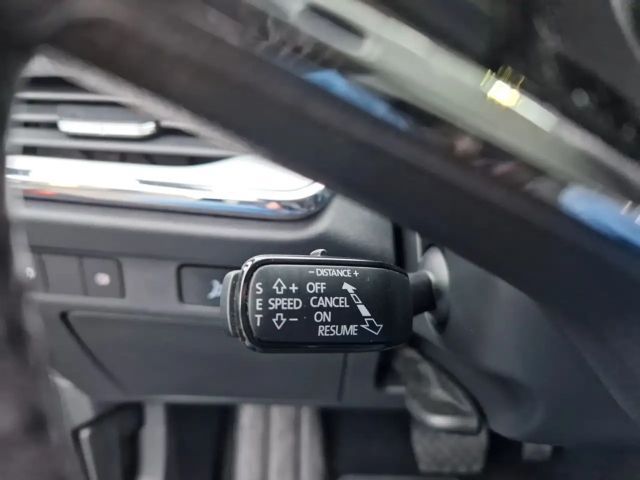 - DISTANCE +
S + OFF
E SPEED CANCEL
T - ON
RESUME